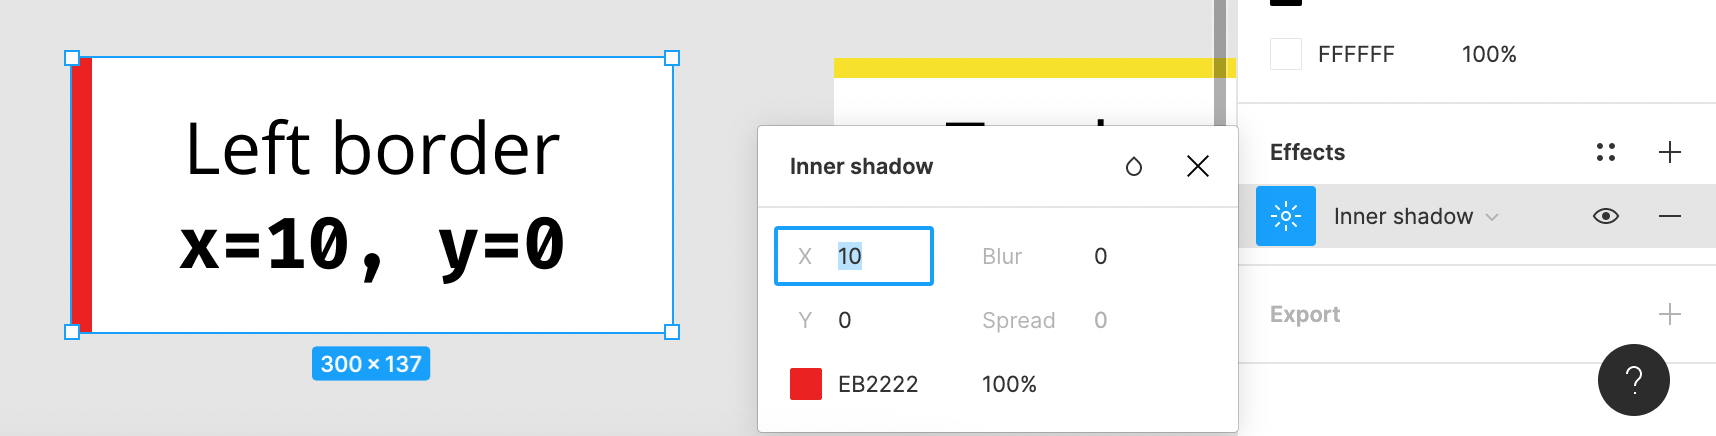 Left border
x=10, y=0
300 × 137
Inner shadow
X 10 Blur 0
Y 0 Spread 0
EB2222 100%
FFFFFF 100%
Effects
Inner shadow
Export
?